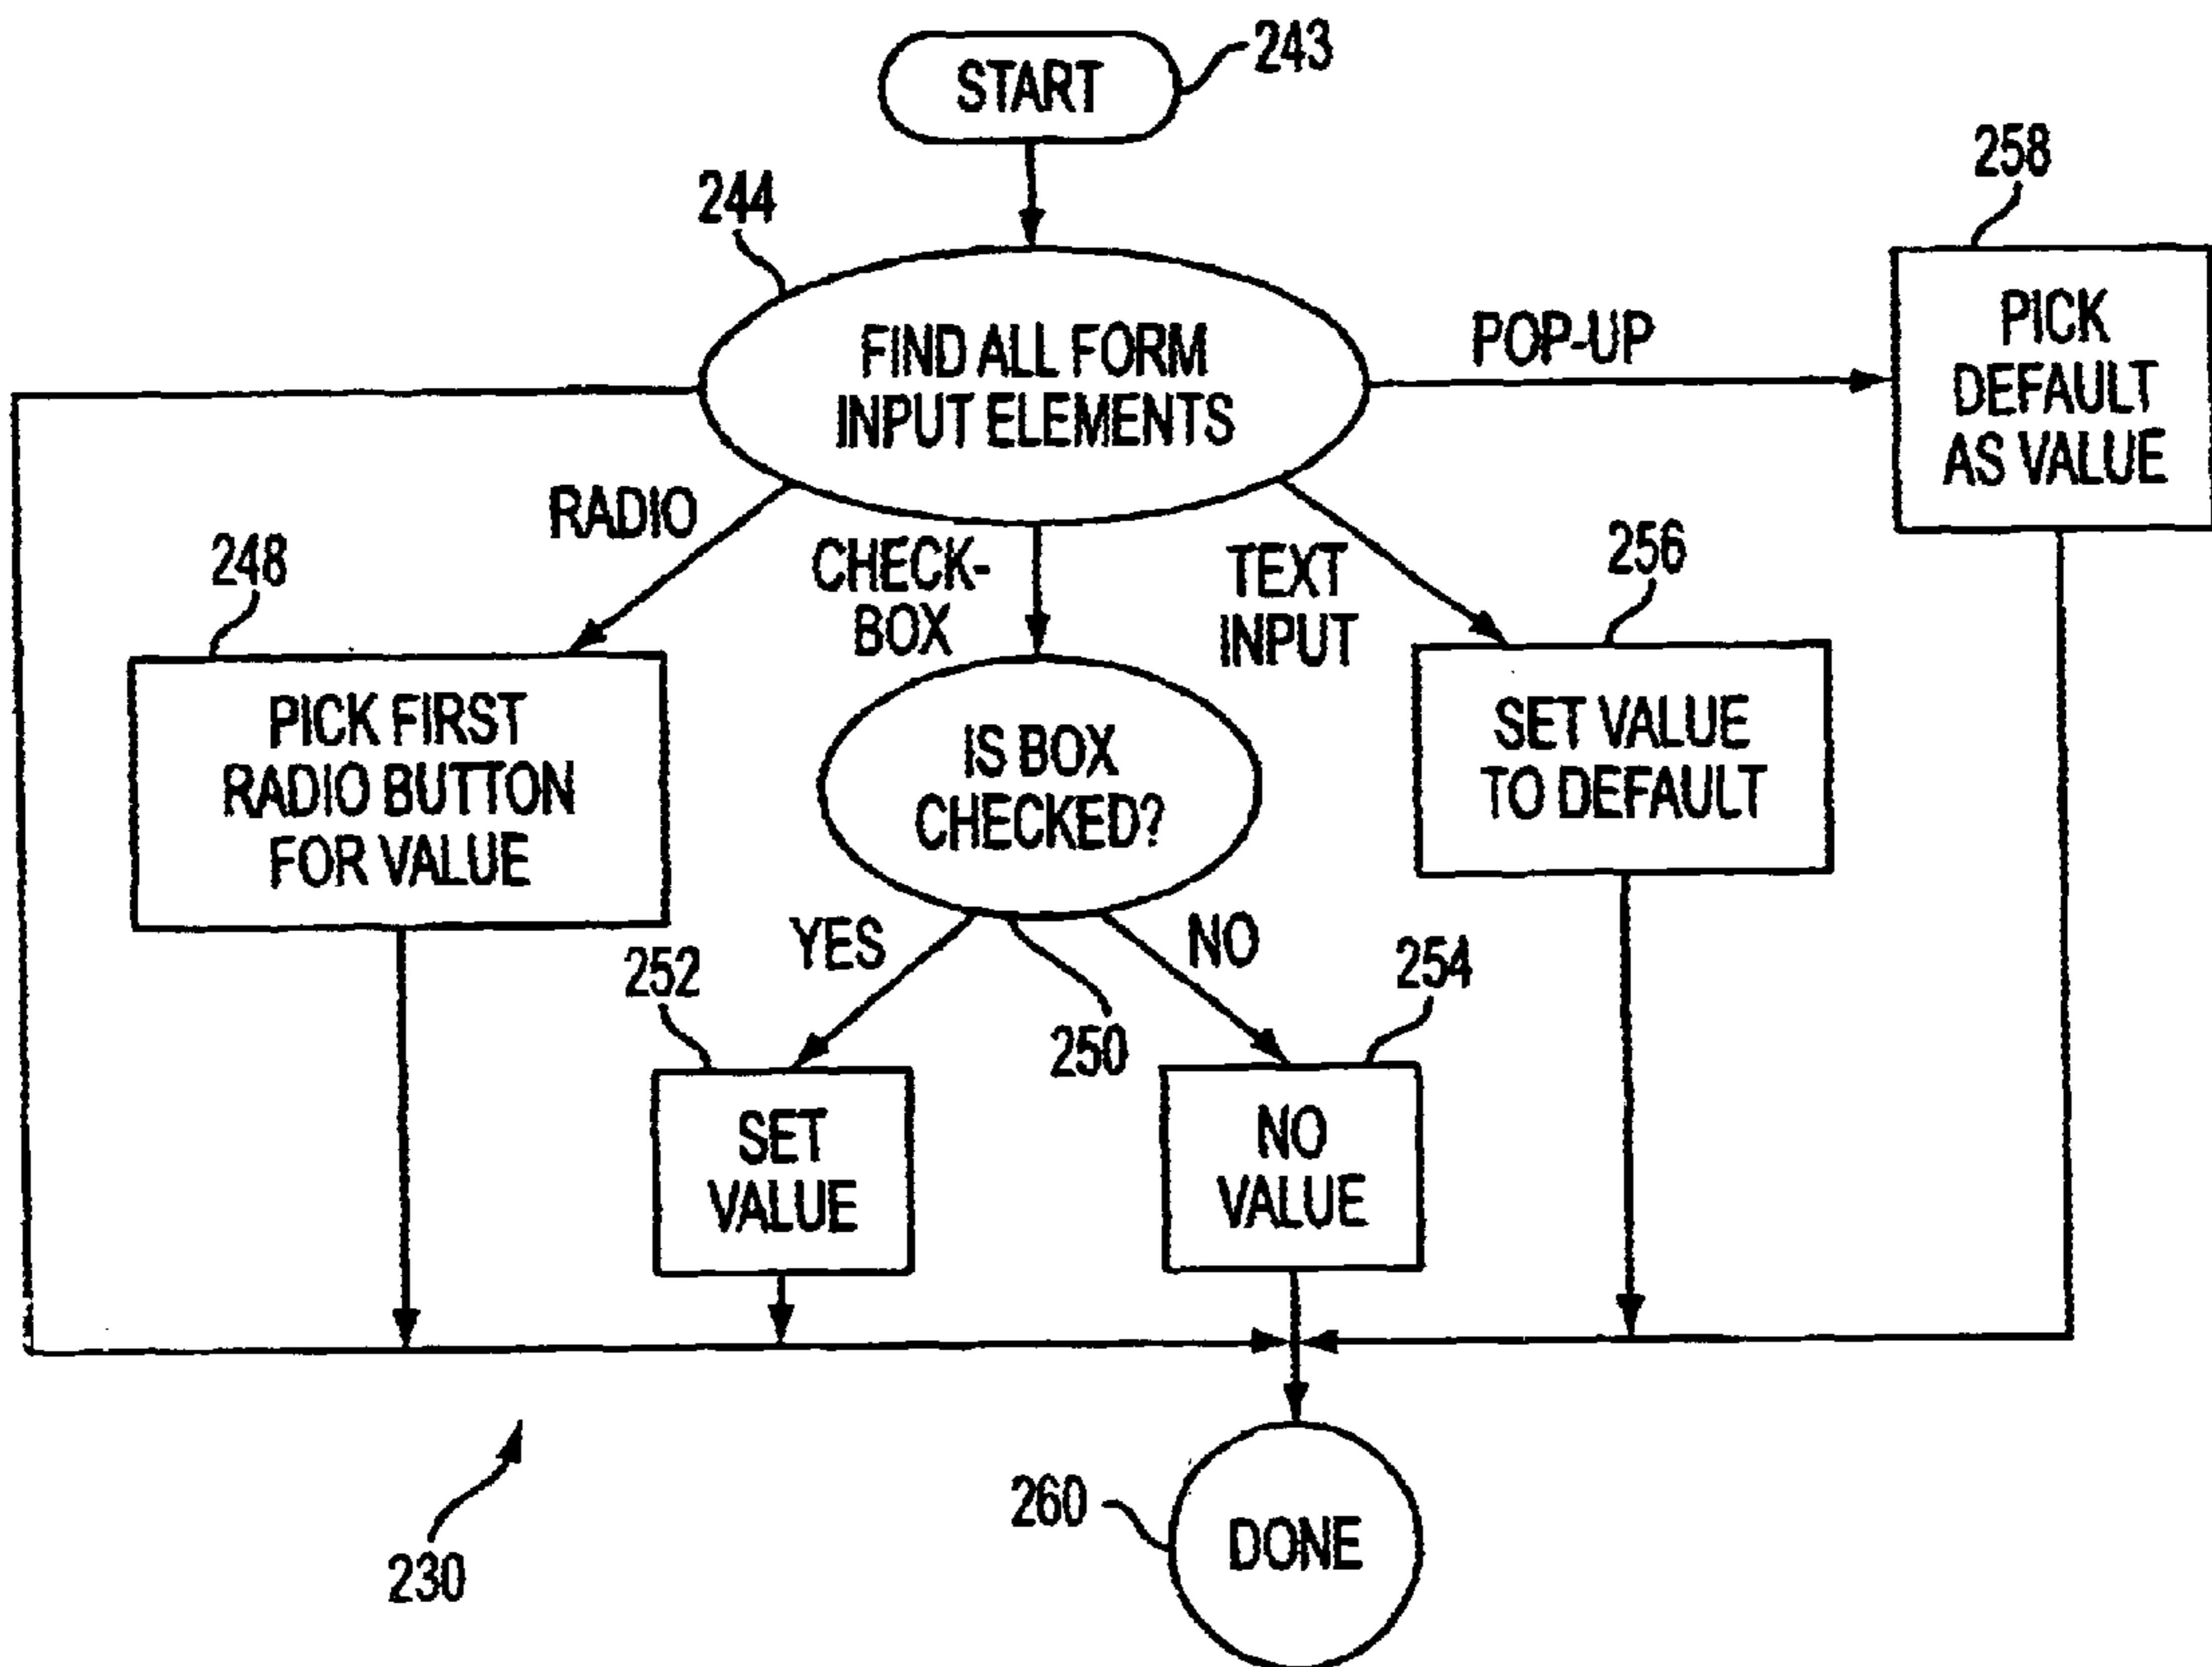 START
243
258
244
FIND ALL FORM
INPUT ELEMENTS
POP-UP
PICK
DEFAULT
AS VALUE
RADIO
248
CHECK-
BOX
TEXT
INPUT
256
PICK FIRST
RADIO BUTTON
FOR VALUE
IS BOX
CHECKED?
SET VALUE
TO DEFAULT
YES
NO
252
250
254
SET
VALUE
NO
VALUE
230
260
DONE